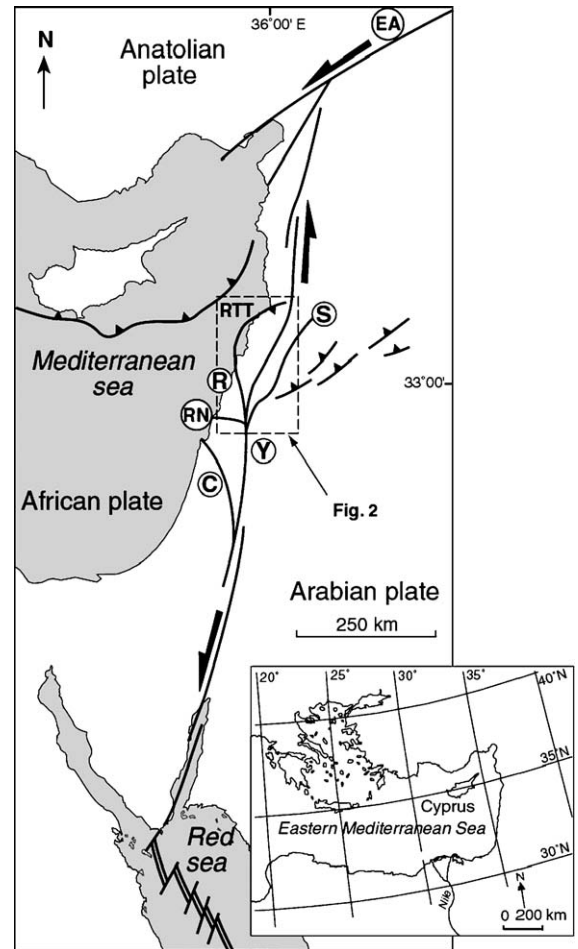 36°00' E
EA
N
Anatolian
plate
RTT
S
Mediterranean
sea
R
33°00'
RN
Y
C
African plate
Fig. 2
Arabian plate
250 km
Red
sea
20°
25°
30°
35°
40°N
35°N
Cyprus
Eastern Mediterranean Sea
30°N
Nile
N
0 200 km